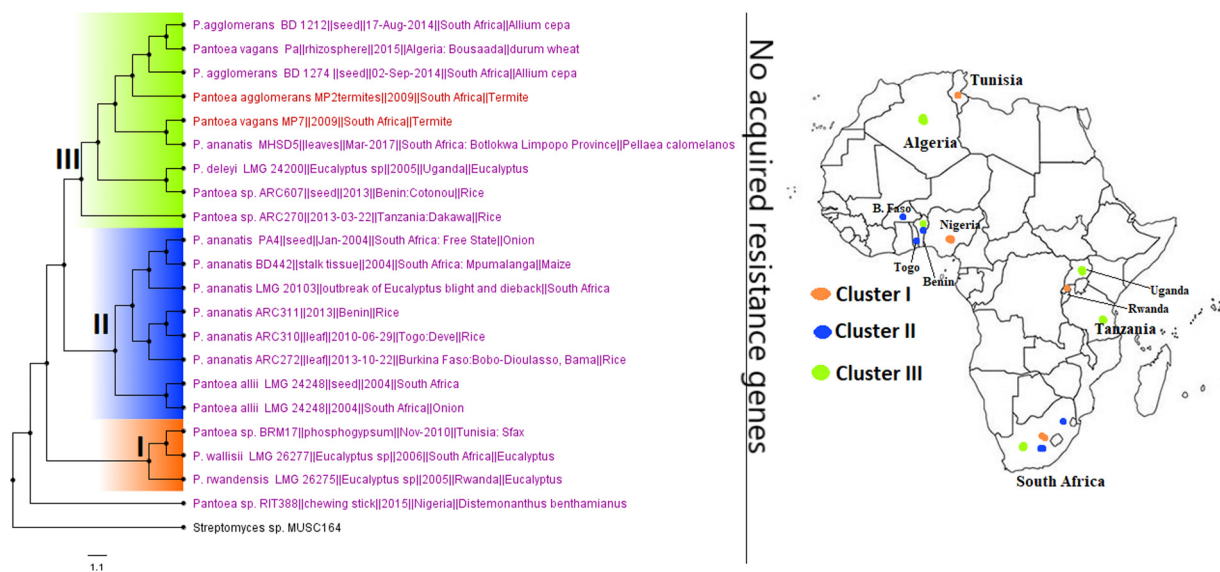 P.agglomerans BD 1212||seed||17-Aug-2014||South Africa||Allium cepa
Pantoea vagans Pa||rhizosphere||2015||Algeria: Bousaada||durum wheat
P. agglomerans BD 1274 ||seed||02-Sep-2014||South Africa||Allium cepa
Pantoea agglomerans MP2termites||2009||South Africa||Termite
Pantoea vagans MP7||2009||South Africa||Termite
P. ananatis MHSD5||leaves||Mar-2017||South Africa: Botlokwa Limpopo Province||Pellaea calomelanos
III
P. deleyi LMG 24200||Eucalyptus sp||2005||Uganda||Eucalyptus
Pantoea sp. ARC607||seed||2013||Benin:Cotonou||Rice
Pantoea sp. ARC270||2013-03-22||Tanzania:Dakawa||Rice
P. ananatis PA4||seed||Jan-2004||South Africa: Free State||Onion
P. ananatis BD442||stalk tissue||2004||South Africa: Mpumalanga||Maize
P. ananatis LMG 20103||outbreak of Eucalyptus blight and dieback||South Africa
P. ananatis ARC311||2013||Benin||Rice
II
P. ananatis ARC310||leaf||2010-06-29||Togo:Deve||Rice
P. ananatis ARC272||leaf||2013-10-22||Burkina Faso:Bobo-Dioulasso, Bama||Rice
Pantoea allii LMG 24248||seed||2004||South Africa
Pantoea allii LMG 24248||2004||South Africa||Onion
Pantoea sp. BRM17||phosphogypsum||Nov-2010||Tunisia: Sfax
I
P. wallisii LMG 26277||Eucalyptus sp||2006||South Africa||Eucalyptus
P. rwandensis LMG 26275||Eucalyptus sp||2005||Rwanda||Eucalyptus
Pantoea sp. RIT388||chewing stick||2015||Nigeria||Distemonanthus benthamianus
Streptomyces sp. MUSC164
1.1
No acquired resistance genes
Tunisia
Algeria
B. Faso
Nigeria
Togo
Benin
Uganda
Rwanda
Tanzania
South Africa
Cluster I
Cluster II
Cluster III